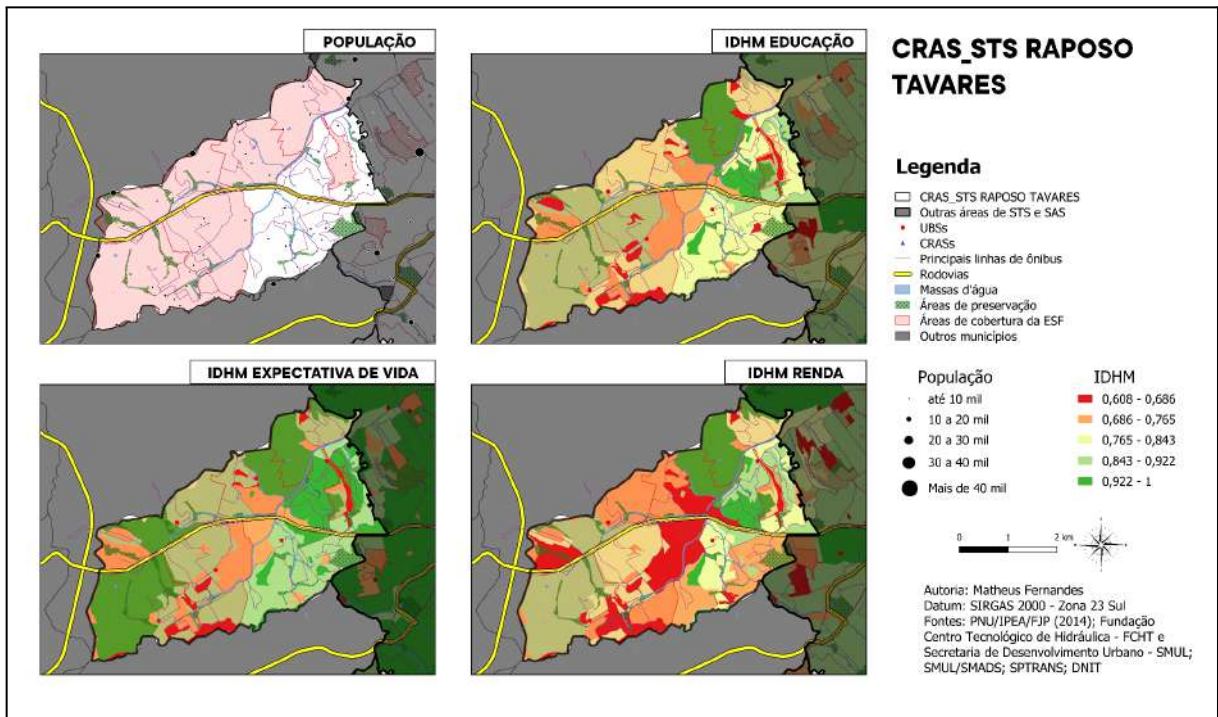 POPULAÇÃO
IDHM EDUCAÇÃO
CRAS_STS RAPOSO
TAVARES
Legenda
CRAS_STS RAPOSO TAVARES
Outras áreas de STS e SAS
UBSs
CRASs
Principais linhas de ônibus
Rodovias
Massas d'água
Áreas de preservação
Áreas de cobertura da ESF
Outros municípios
IDHM EXPECTATIVA DE VIDA
IDHM RENDA
População
até 10 mil
10 a 20 mil
20 a 30 mil
30 a 40 mil
Mais de 40 mil
IDHM
0,608 - 0,686
0,686 - 0,765
0,765 - 0,843
0,843 - 0,922
0,922 - 1
0 1 2 km
Autoria: Matheus Fernandes
Datum: SIRGAS 2000 - Zona 23 Sul
Fontes: PNU/IPEA/FJP (2014); Fundação
Centro Tecnológico de Hidráulica - FCHT e
Secretaria de Desenvolvimento Urbano - SMUL;
SMUL/SMADS; SPTRANS; DNIT